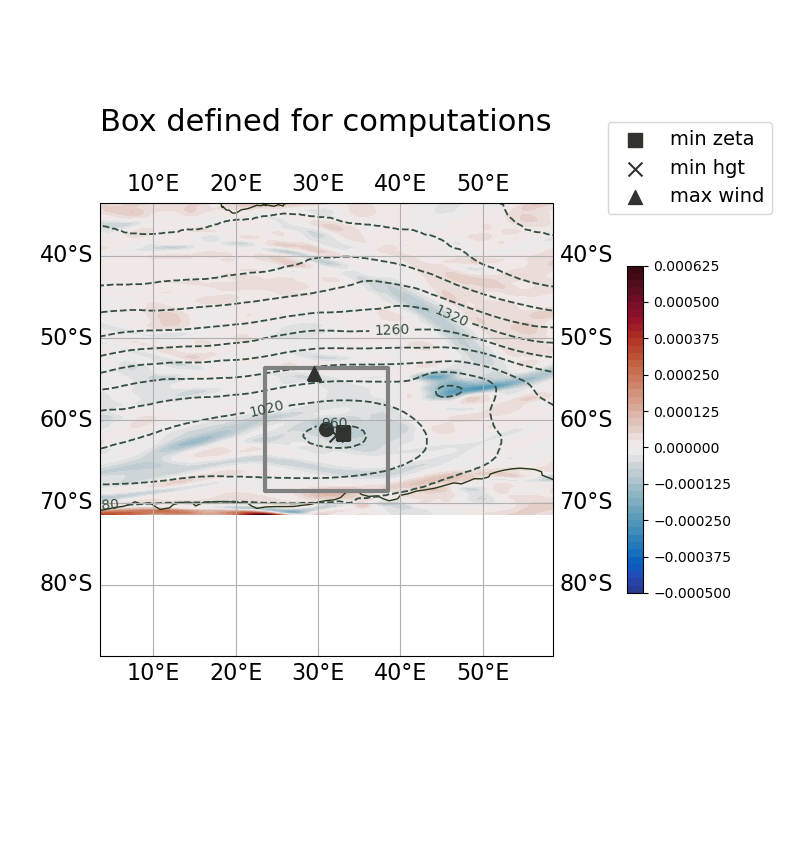 Box defined for computations
min zeta
min hgt
max wind
10°E 20°E 30°E 40°E 50°E
40°S 40°S
50°S 50°S
60°S 60°S
70°S 70°S
80°S 80°S
1320
1260
1020
960
80
10°E 20°E 30°E 40°E 50°E
0.000625
0.000500
0.000375
0.000250
0.000125
0.000000
−0.000125
−0.000250
−0.000375
−0.000500